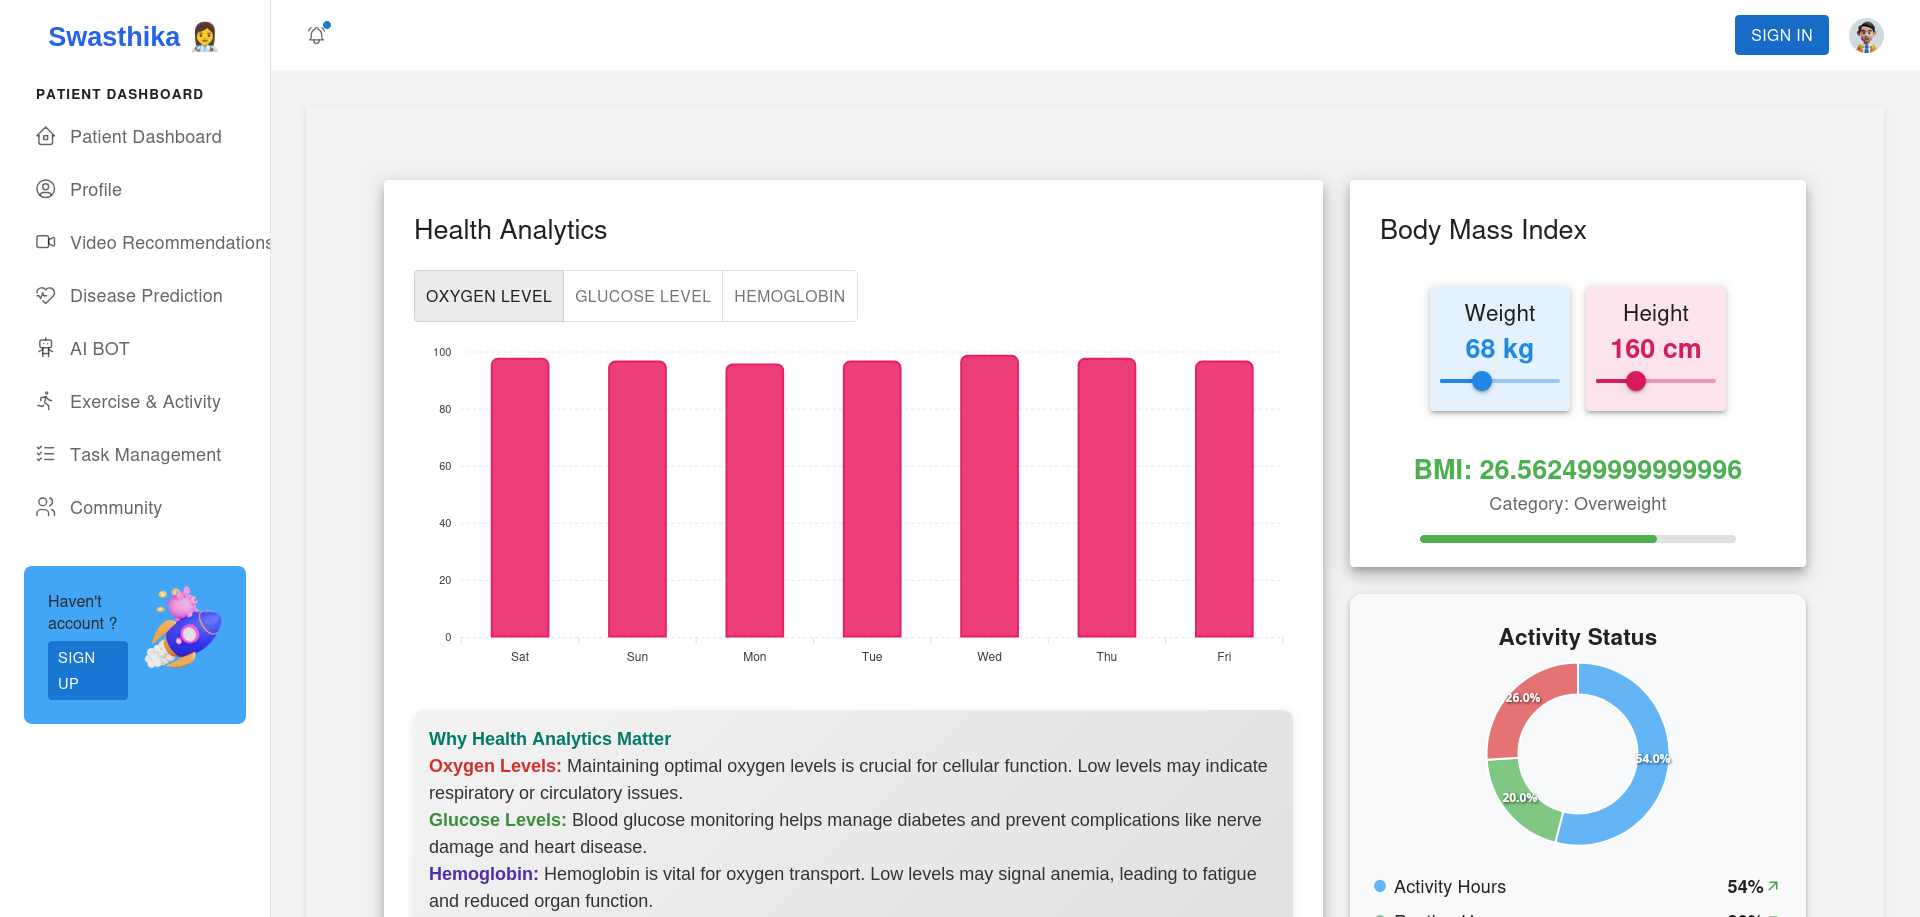 Swasthika
PATIENT DASHBOARD
Patient Dashboard
Profile
Video Recommendations
Disease Prediction
AI BOT
Exercise & Activity
Task Management
Community
Haven't
account ?
SIGN
UP
SIGN IN
Health Analytics
OXYGEN LEVEL GLUCOSE LEVEL HEMOGLOBIN
100
80
60
40
20
0
Sat Sun Mon Tue Wed Thu Fri
Why Health Analytics Matter
Oxygen Levels: Maintaining optimal oxygen levels is crucial for cellular function. Low levels may indicate
respiratory or circulatory issues.
Glucose Levels: Blood glucose monitoring helps manage diabetes and prevent complications like nerve
damage and heart disease.
Hemoglobin: Hemoglobin is vital for oxygen transport. Low levels may signal anemia, leading to fatigue
and reduced organ function.
Body Mass Index
Weight
68 kg
Height
160 cm
BMI: 26.562499999999996
Category: Overweight
Activity Status
26.0%
54.0%
20.0%
Activity Hours 54%